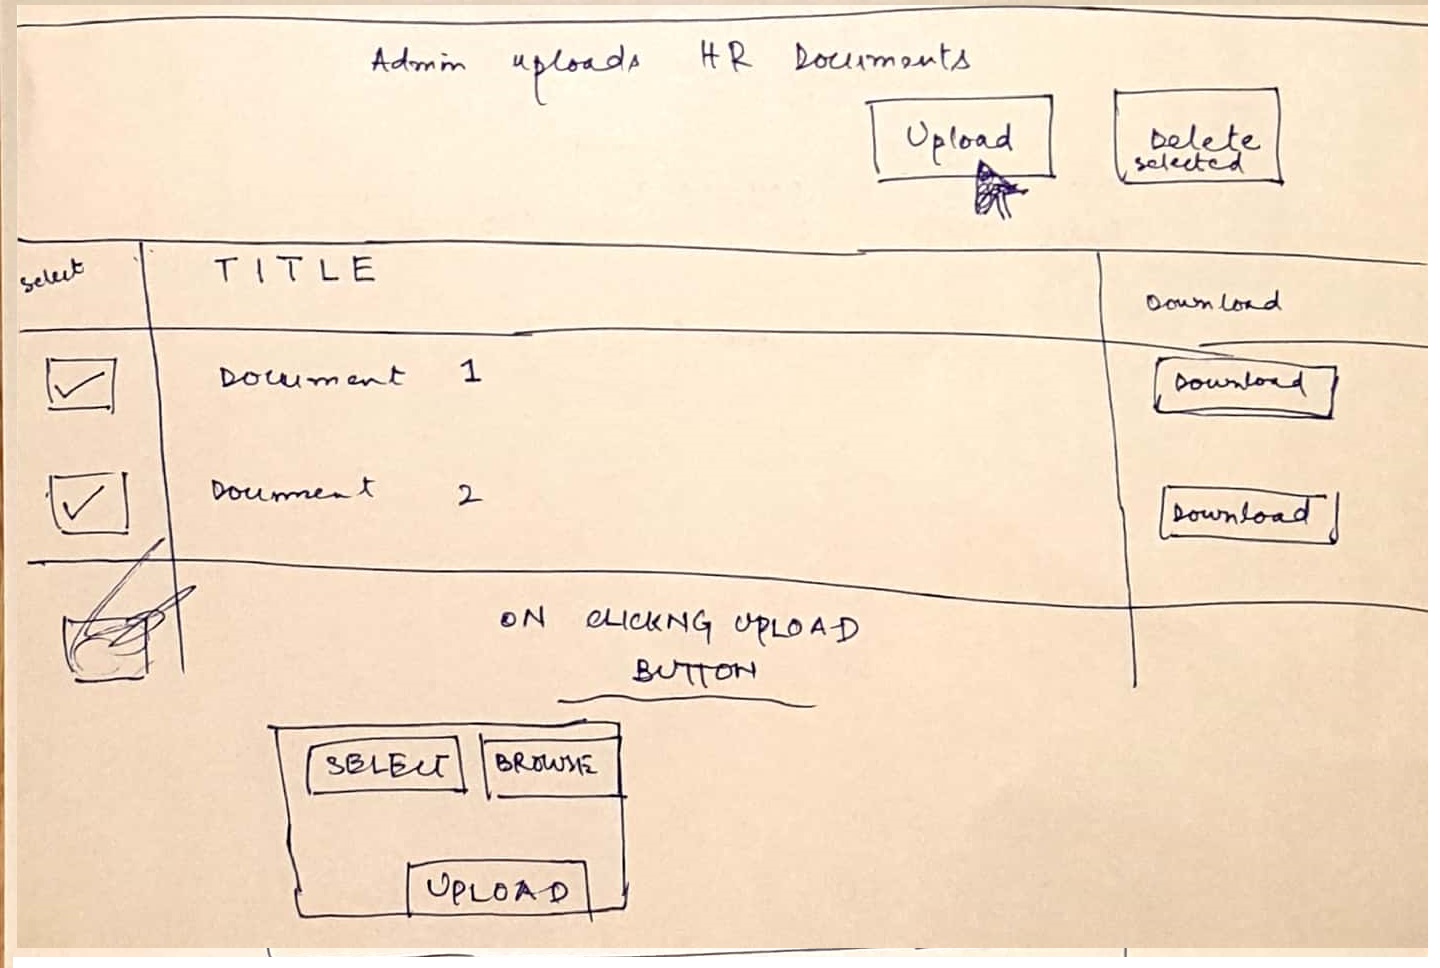 Admin uploads HR Documents
Upload
Delete
selected
select
TITLE
Download
Document 1
Download
Document 2
Download
ON CLICKNG UPLOAD
BUTTON
SELECT
BROWSE
UPLOAD